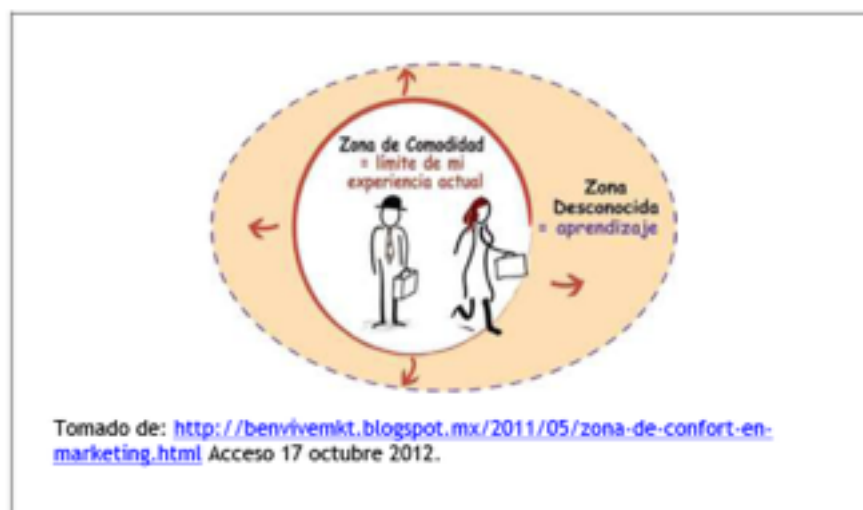 Zona de Comodidad
= límite de mi
experiencia actual
Zona
Desconocida
= aprendizaje
Tomado de: http://benvivemkt.blogspot.mx/2011/05/zona-de-confort-en-
marketing.html Acceso 17 octubre 2012.